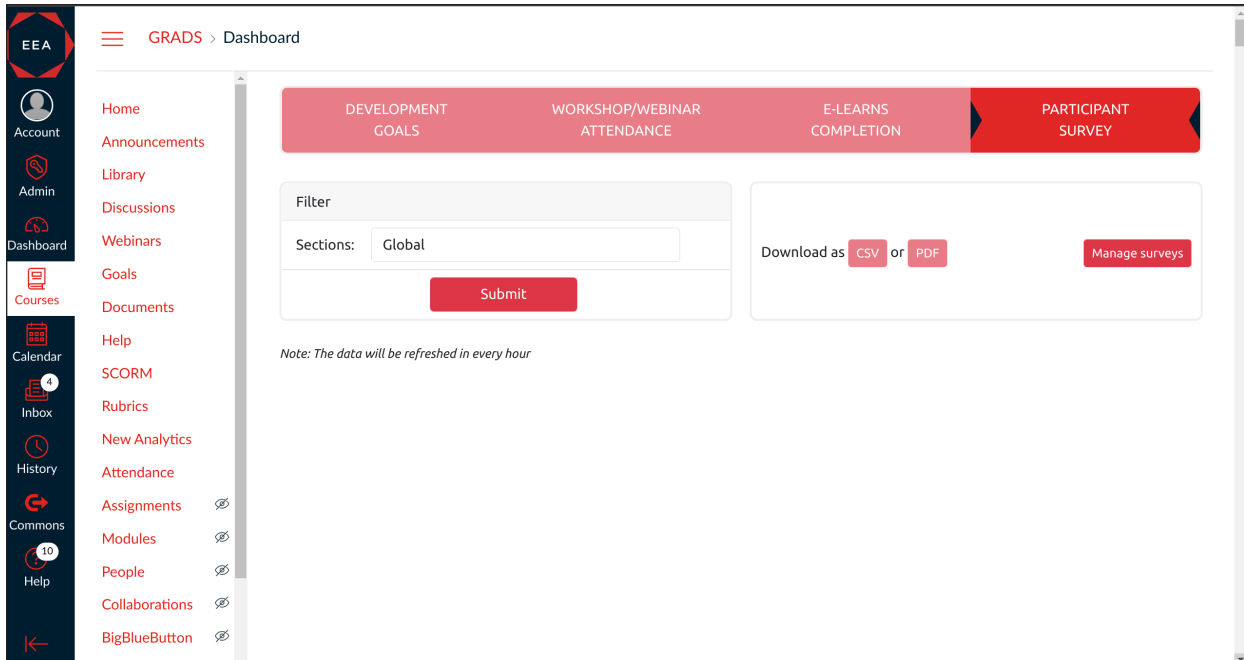 EEA
Account
Admin
Dashboard
Courses
Calendar
4
Inbox
History
Commons
10
Help
GRADS > Dashboard
Home
Announcements
Library
Discussions
Webinars
Goals
Documents
Help
SCORM
Rubrics
New Analytics
Attendance
Assignments
Modules
People
Collaborations
BigBlueButton
DEVELOPMENT
GOALS
WORKSHOP/WEBINAR
ATTENDANCE
E-LEARNS
COMPLETION
PARTICIPANT
SURVEY
Filter
Sections: Global
Submit
Download as CSV or PDF
Manage surveys
Note: The data will be refreshed in every hour